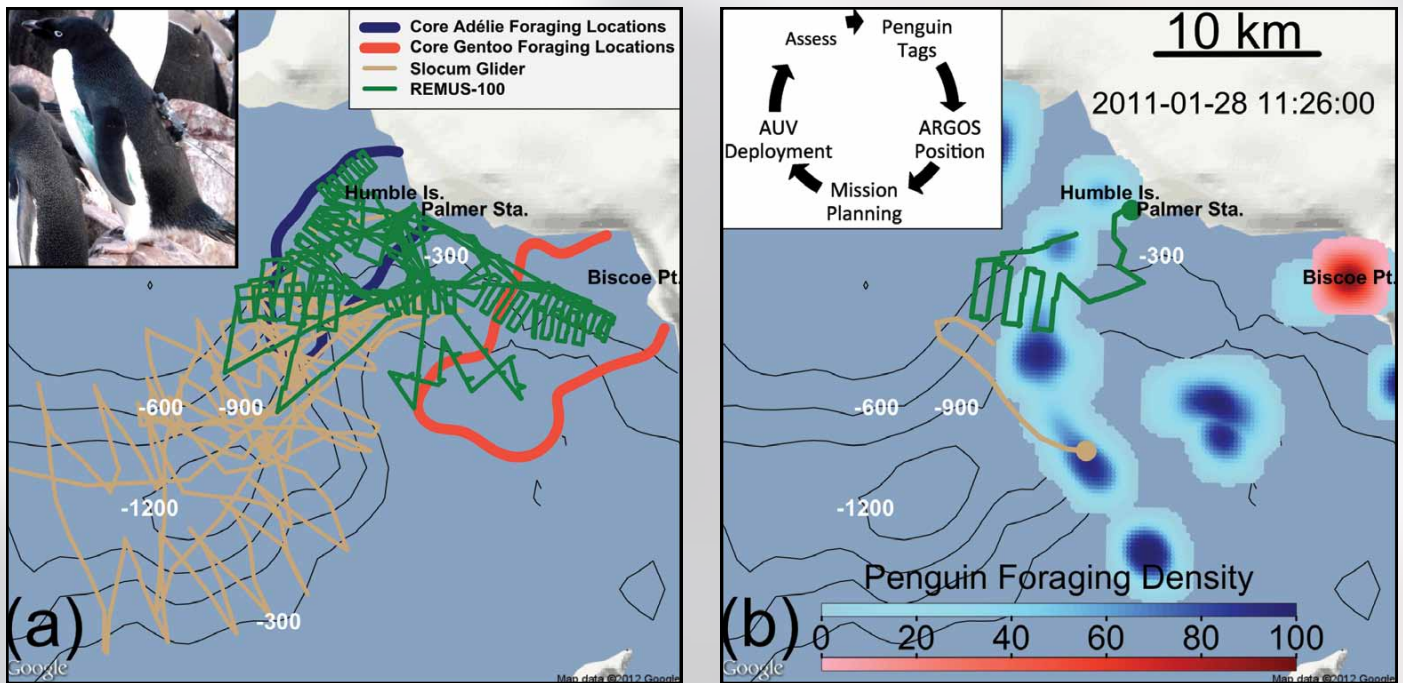 Core Adélie Foraging Locations
Core Gentoo Foraging Locations
Slocum Glider
REMUS-100
Humble Is.
Palmer Sta.
-300
Biscoe Pt.
-600
-900
-1200
-300
(a)
Google
Map data ©2012 Google
Assess
Penguin
Tags
ARGOS
Position
Mission
Planning
AUV
Deployment
10 km
2011-01-28 11:26:00
Humble Is.
Palmer Sta.
-300
Biscoe Pt.
-600
-900
-1200
Penguin Foraging Density
(b)
0 20 40 60 80 100
Google
Map data ©2012 Google